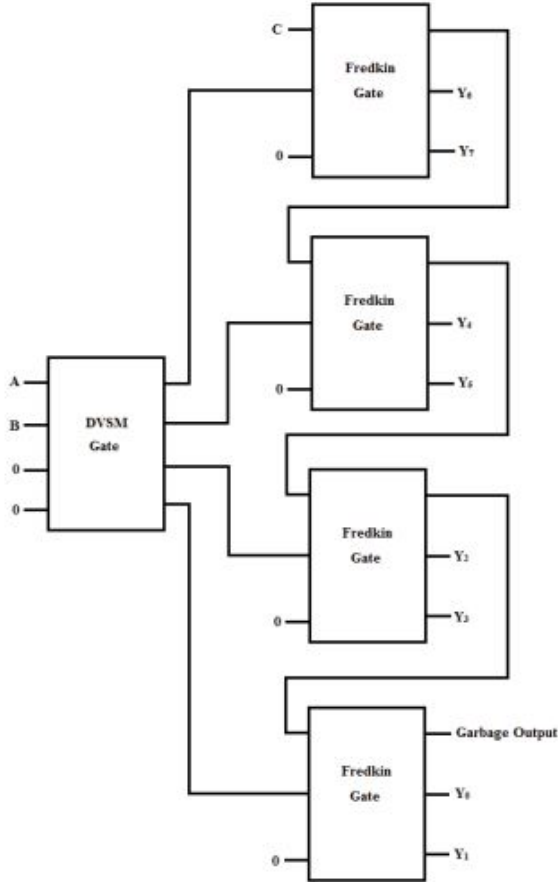 C
Fredkin
Gate
Y₆
0
Y₇
Fredkin
Gate
Y₄
0
Y₅
A
B
0
0
DVSM
Gate
Fredkin
Gate
Y₂
0
Y₃
Garbage Output
Fredkin
Gate
Y₀
0
Y₁